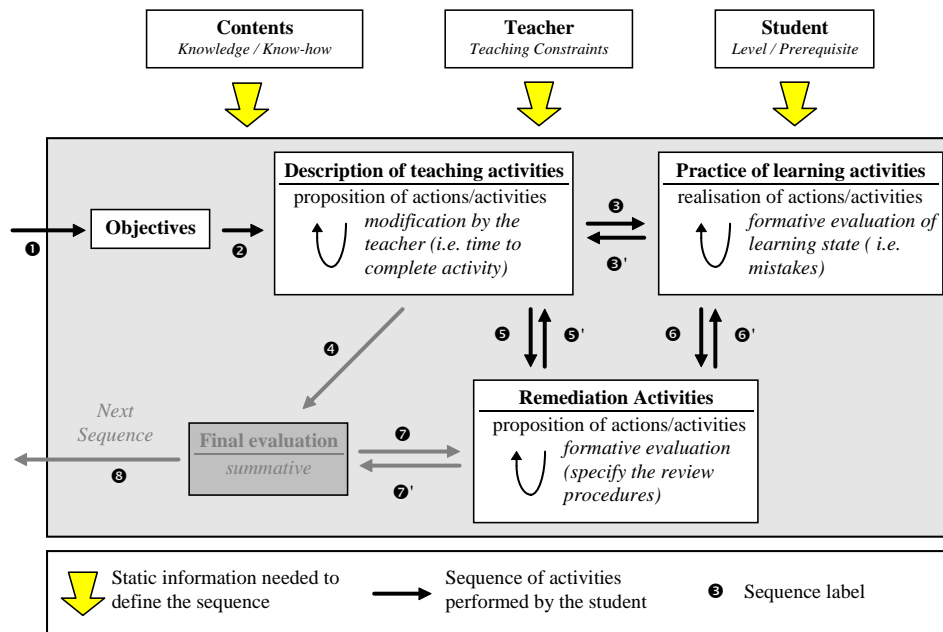 Contents
Knowledge / Know-how
Teacher
Teaching Constraints
Student
Level / Prerequisite
Description of teaching activities
proposition of actions/activities
modification by the
teacher (i.e. time to
complete activity)
Practice of learning activities
realisation of actions/activities
formative evaluation of
learning state ( i.e.
mistakes)
❶
Objectives
❷
❸
❸'
❹
❺
❺'
❻
❻'
Remediation Activities
proposition of actions/activities
formative evaluation
(specify the review
procedures)
Next
Sequence
❽
Final evaluation
summative
❼
❼'
Static information needed to
define the sequence
Sequence of activities
performed by the student
❸ Sequence label